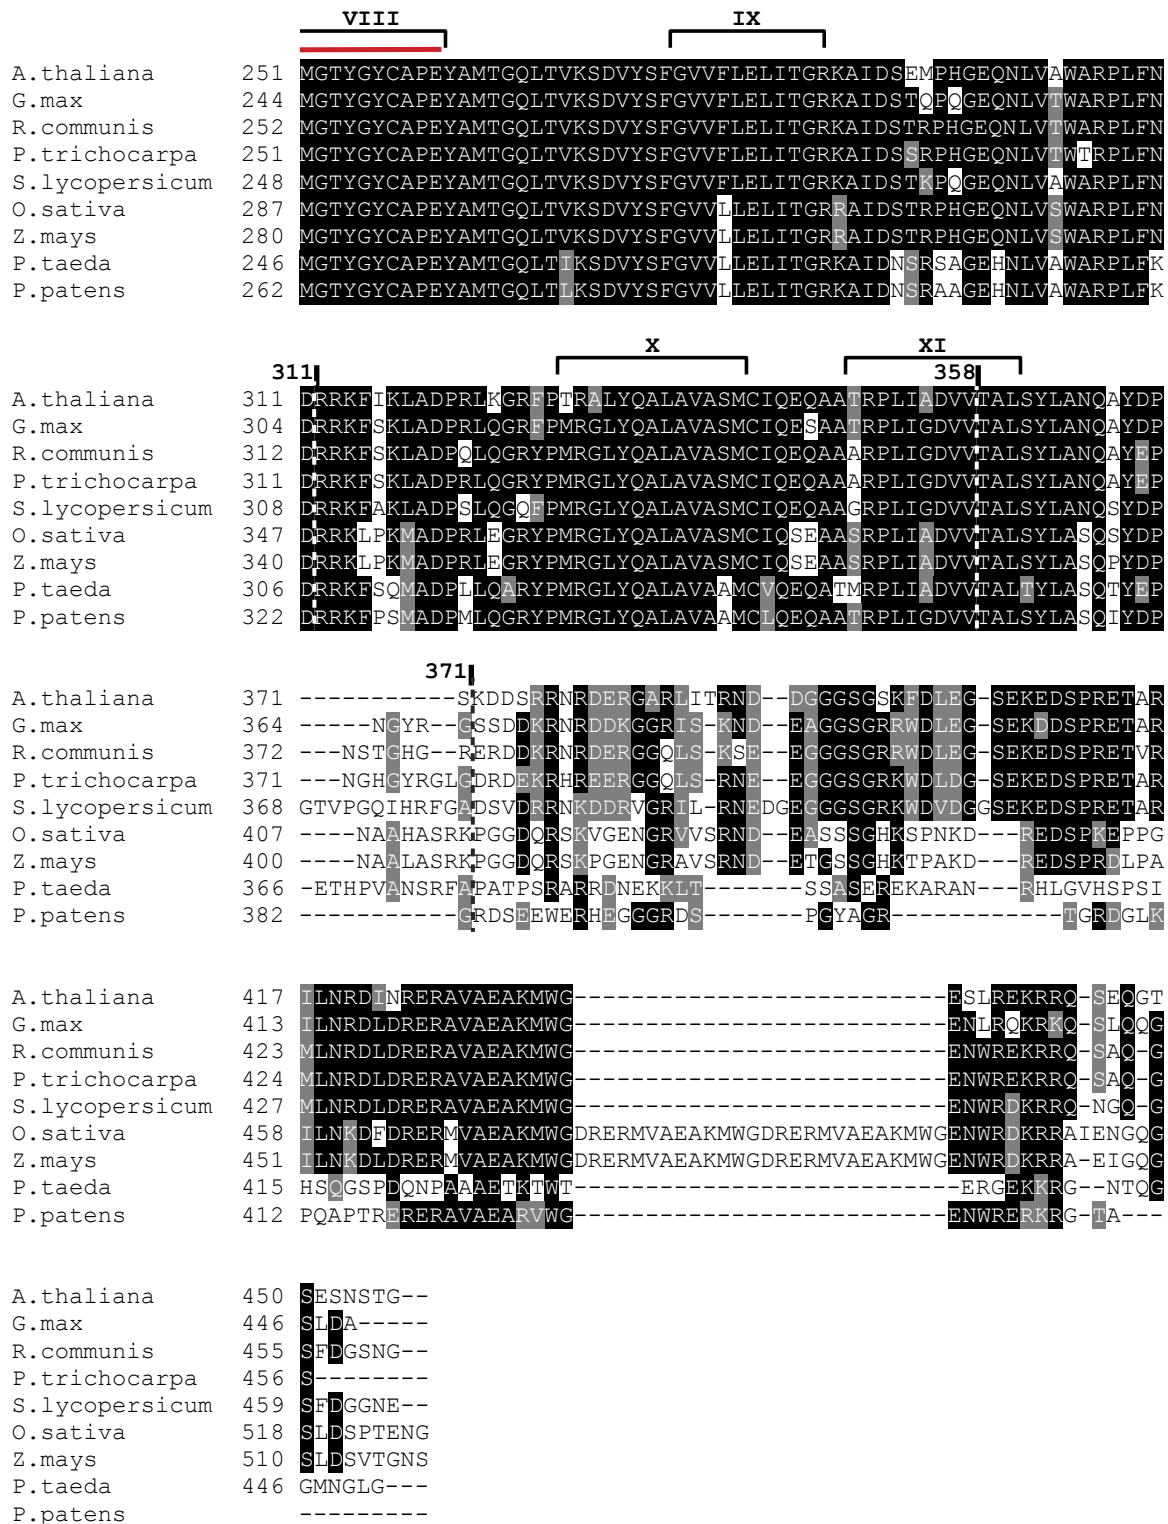 VIII IX
A.thaliana 251 MGTYGYCAPEYAMTGQLTVKSDVYSFGVVFLELITGRKAIDSEMPHGEQNLVAWARPLFN
G.max 244 MGTYGYCAPEYAMTGQLTVKSDVYSFGVVFLELITGRKAIDSTQPQGEQNLVTWARPLFN
R.communis 252 MGTYGYCAPEYAMTGQLTVKSDVYSFGVVFLELITGRKAIDSTRPHGEQNLVTWARPLFN
P.trichocarpa 251 MGTYGYCAPEYAMTGQLTVKSDVYSFGVVFLELITGRKAIDSSRPHGEQNLVTWTRPLFN
S.lycopersicum 248 MGTYGYCAPEYAMTGQLTVKSDVYSFGVVFLELITGRKAIDSTKPQGEQNLVAWARPLFN
O.sativa 287 MGTYGYCAPEYAMTGQLTVKSDVYSFGVVLLELITGRRAIDSTRPHGEQNLVSWARPLFN
Z.mays 280 MGTYGYCAPEYAMTGQLTVKSDVYSFGVVLLELITGRRAIDSTRPHGEQNLVSWARPLFN
P.taeda 246 MGTYGYCAPEYAMTGQLTIKSDVYSFGVVLLELITGRKAIDNSRSAGEHNLVAWARPLFK
P.patens 262 MGTYGYCAPEYAMTGQLTLKSDVYSFGVVLLELITGRKAIDNSRAAGEHNLVAWARPLFK
X XI
311 358
A.thaliana 311 DRRKFIKLADPRLKGRFPTRALYQALAVASMCIQEQAATRPLIADVVTALSYLANQAYDP
G.max 304 DRRKFSKLADPRLQGRFPMRGLYQALAVASMCIQESAATRPLIGDVVTALSYLANQAYDP
R.communis 312 DRRKFSKLADPQLQGRYPMRGLYQALAVASMCIQEQAAARPLIGDVVTALSYLANQAYEP
P.trichocarpa 311 DRRKFSKLADPRLQGRYPMRGLYQALAVASMCIQEQAAARPLIGDVVTALSYLANQAYEP
S.lycopersicum 308 DRRKFAKLADPSLQGQFPMRGLYQALAVASMCIQEQAAGRPLIGDVVTALSYLANQSYDP
O.sativa 347 DRRKLPKMADPRLEGRYPMRGLYQALAVASMCIQSEAASRPLIADVVTALSYLASQSYDP
Z.mays 340 DRRKLPKMADPRLEGRYPMRGLYQALAVASMCIQSEAASRPLIADVVTALSYLASQPYDP
P.taeda 306 DRRKFSQMADPLLQARYPMRGLYQALAVAAMCVQEQATMRPLIADVVTALTYLASQTYEP
P.patens 322 DRRKFPSMADPMLQGRYPMRGLYQALAVAAMCLQEQAATRPLIGDVVTALSYLASQIYDP
371
A.thaliana 371 -----------SKDDSRRNRDERGARLITRND--DGGGSGSKFDLEG-SEKEDSPRETAR
G.max 364 -----NGYR--GSSDDKRNRDKGGRIS-KND--EAGGSGRRWDLEG-SEKDDSPRETAR
R.communis 372 ---NSTGHG--RERDDKRNRDERGGQLS-KSE--EGGGSGRRWDLEG-SEKEDSPRETVR
P.trichocarpa 371 ---NGHGYRGLGDRDEKRHREERGGQLS-RNE--EGGGSGRKWDLDG-SEKEDSPRETAR
S.lycopersicum 368 GTVPGQIHRFGADSVDRRNKDDRVGRIL-RNEDGEGGGSGRKWDVDGGSEKEDSPRETAR
O.sativa 407 ----NAAHASRKPGGDQRSKVGENGRVVSRND--EASSSGHKSPNKD---REDSPKEPPG
Z.mays 400 ----NAALASRKPGGDQRSKPGENGRAVSRND--ETGSSGHKTPAKD---REDSPRDLPA
P.taeda 366 -ETHPVANSRFAPATPSRARRDNEKKLT-------SSASEREKARAN---RHLGVHSPSI
P.patens 382 -----------GRDSEEWERHEGGGRDS-------PGYAGR------------TGRDGLK
A.thaliana 417 ILNRDINRERAVAEAKMWG--------------------------ESLREKRRQ-SEQGT
G.max 413 ILNRDLDRERAVAEAKMWG--------------------------ENLRQKRKQ-SLQQG
R.communis 423 MLNRDLDRERAVAEAKMWG--------------------------ENWREKRRQ-SAQ-G
P.trichocarpa 424 MLNRDLDRERAVAEAKMWG--------------------------ENWREKRRQ-SAQ-G
S.lycopersicum 427 MLNRDLDRERAVAEAKMWG--------------------------ENWRDKRRQ-NGQ-G
O.sativa 458 ILNKDFDRERMVAEAKMWGDRERMVAEAKMWGDRERMVAEAKMWGENWRDKRRAIENGQG
Z.mays 451 ILNKDLDRERMVAEAKMWGDRERMVAEAKMWGDRERMVAEAKMWGENWRDKRRA-EIGQG
P.taeda 415 HSQGSPDQNPAAAETKTWT---------------------------ERGEKKRG--NTQG
P.patens 412 PQAPTRERERAVAEARVWG--------------------------ENWRERKRG-TA---
A.thaliana 450 SESNSTG--
G.max 446 SLDA-----
R.communis 455 SFDGSNG--
P.trichocarpa 456 S--------
S.lycopersicum 459 SFDGGNE--
O.sativa 518 SLDSPTENG
Z.mays 510 SLDSVTGNS
P.taeda 446 GMNGLG---
P.patens ---------